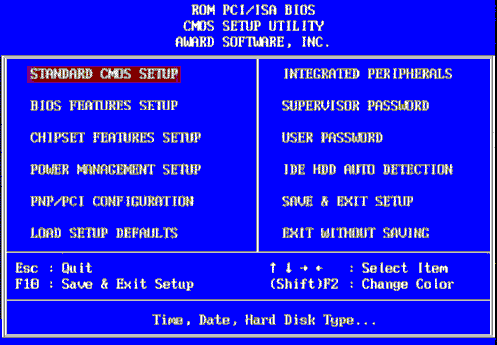 ROM PCI/ISA BIOS
CMOS SETUP UTILITY
AWARD SOFTWARE, INC.
STANDARD CMOS SETUP
BIOS FEATURES SETUP
CHIPSET FEATURES SETUP
POWER MANAGEMENT SETUP
PNP/PCI CONFIGURATION
LOAD SETUP DEFAULTS
INTEGRATED PERIPHERALS
SUPERVISOR PASSWORD
USER PASSWORD
IDE HDD AUTO DETECTION
SAVE & EXIT SETUP
EXIT WITHOUT SAVING
Esc : Quit
F10 : Save & Exit Setup
↑ ↓ → ← : Select Item
(Shift)F2 : Change Color
Time, Date, Hard Disk Type...